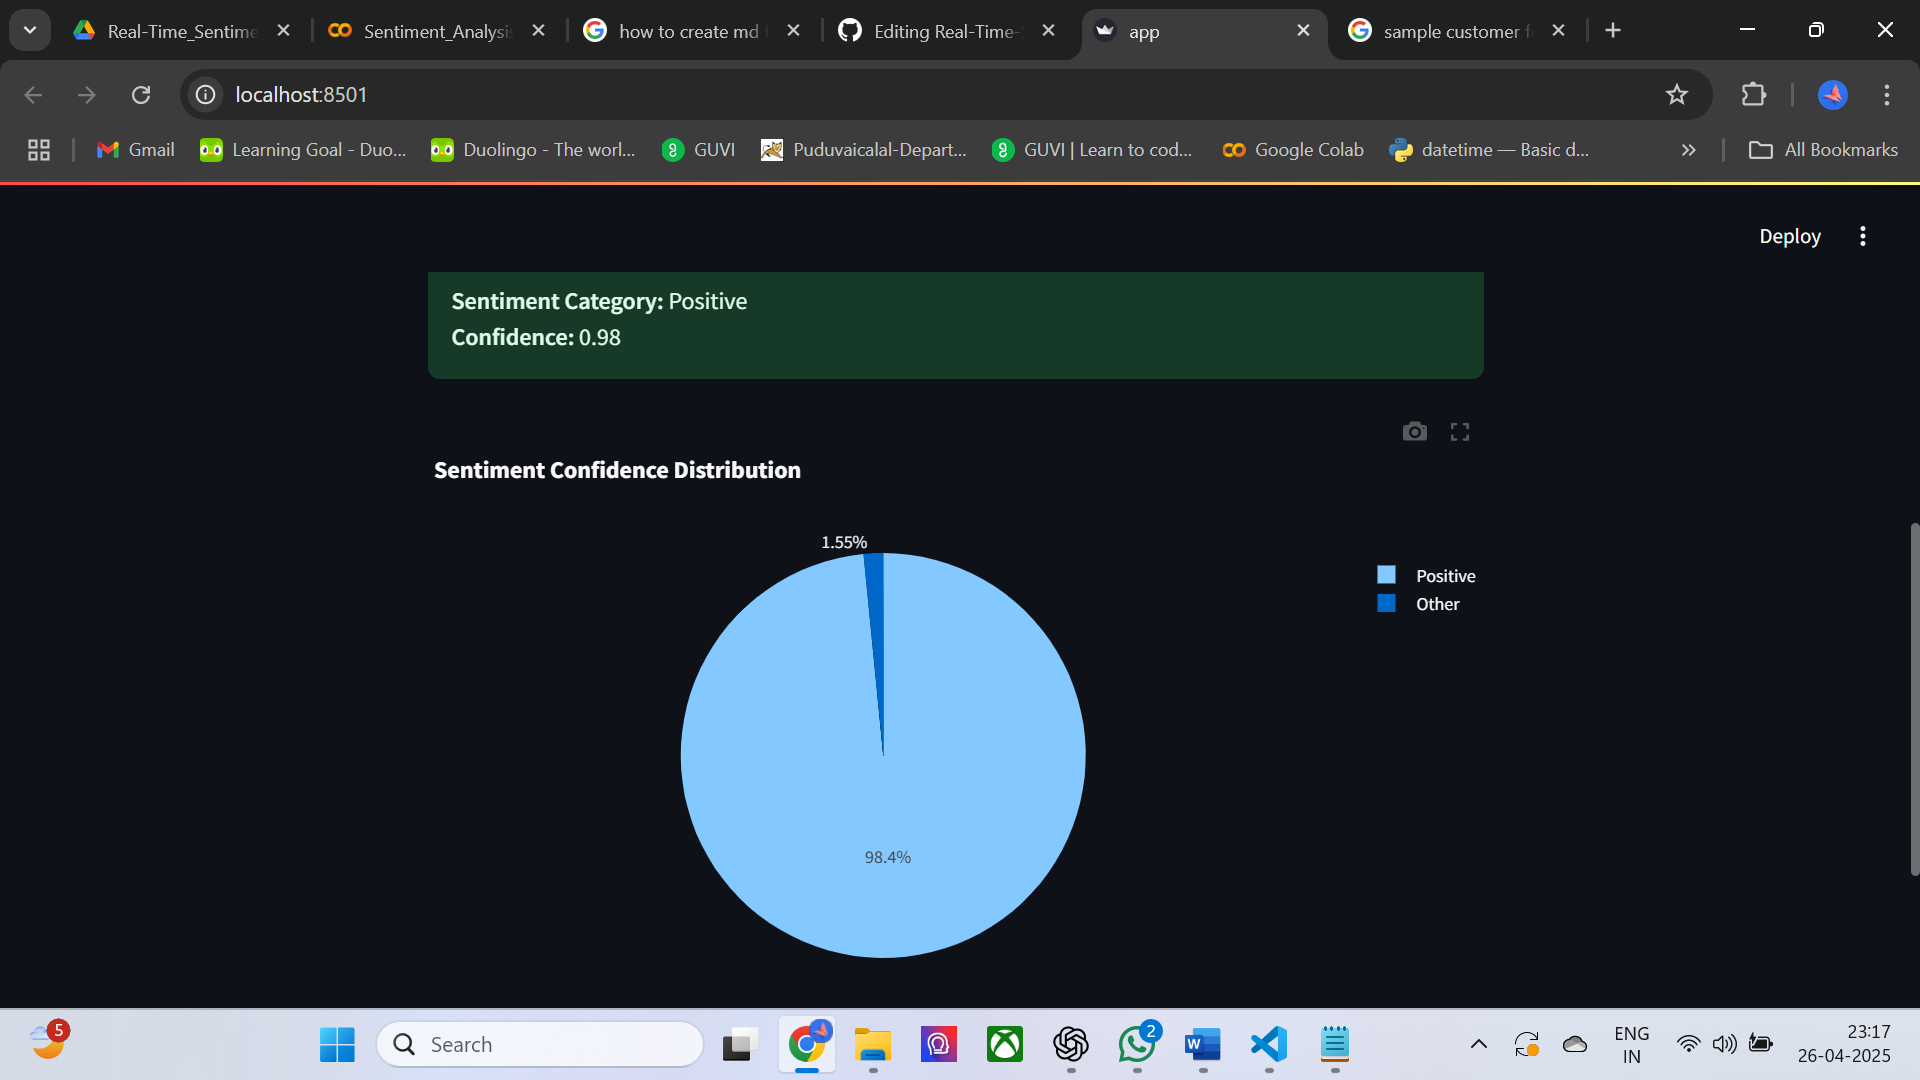 Real-Time_Sentime
Sentiment_Analysis
how to create md f
Editing Real-Time-
app
sample customer f
localhost:8501
Gmail
Learning Goal - Duo...
Duolingo - The worl...
GUVI
Puduvaicalal-Depart...
GUVI | Learn to cod...
Google Colab
datetime — Basic d...
All Bookmarks
Deploy
Sentiment Category: Positive
Confidence: 0.98
Sentiment Confidence Distribution
1.55%
Positive
Other
98.4%
5
Search
2
ENG
IN
23:17
26-04-2025